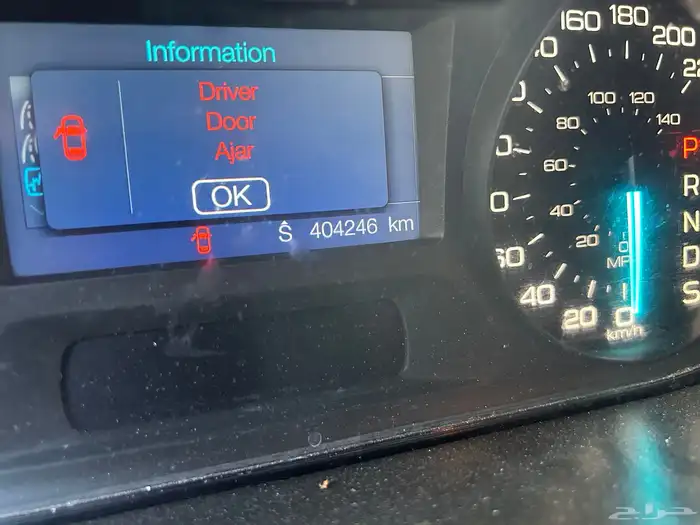 Information
Driver
Door
Ajar
OK
Ŝ 404246 km
160 180 200
100 120
80 140
60
40
20 0
MPH
60
40
20 0
km/h
P
R
N
D
S
حراج